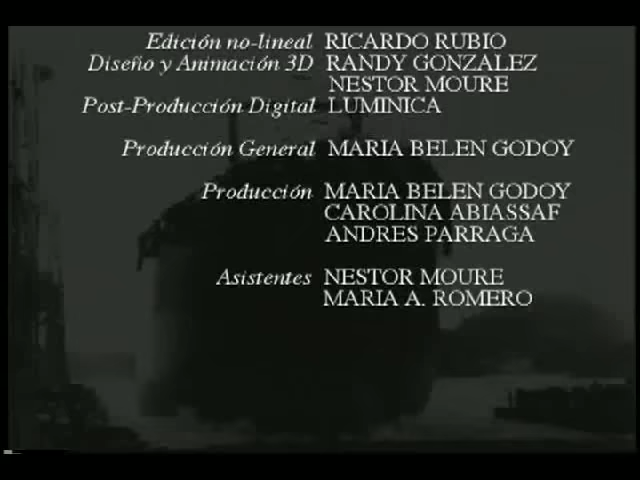 Edición no-lineal RICARDO RUBIO
Diseño y Animación 3D RANDY GONZALEZ
NESTOR MOURE
Post-Producción Digital LUMINICA
Producción General MARIA BELEN GODOY
Producción MARIA BELEN GODOY
CAROLINA ABIASSAF
ANDRES PARRAGA
Asistentes NESTOR MOURE
MARIA A. ROMERO